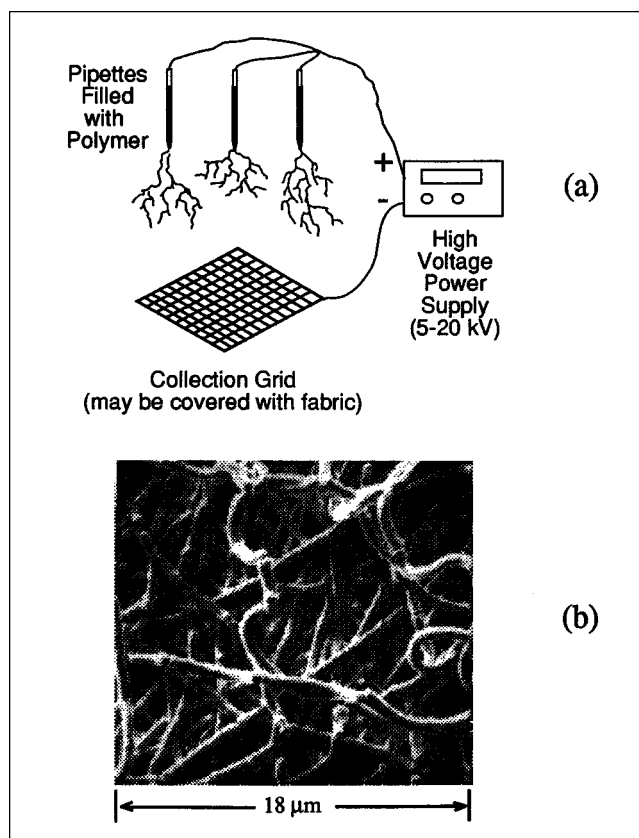 Pipettes
Filled
with
Polymer
+
-
(a)
High
Voltage
Power
Supply
(5-20 kV)
Collection Grid
(may be covered with fabric)
(b)
18 μm